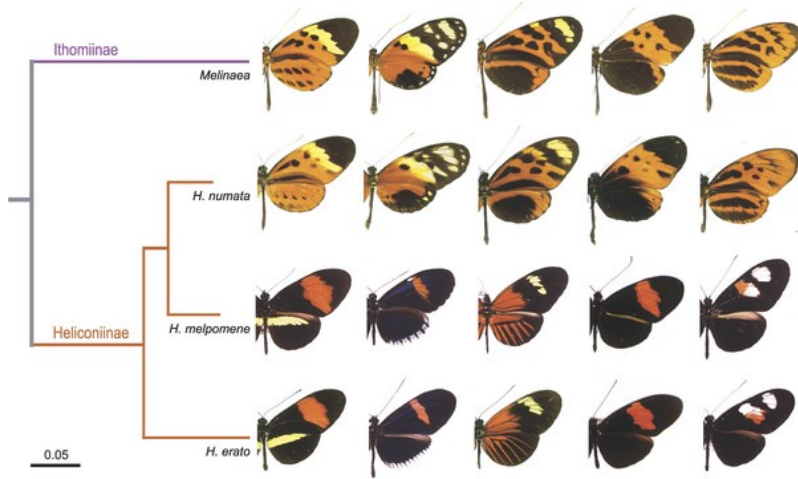 Ithomiinae
Melinaea
H. numata
Heliconiinae
H. melpomene
H. erato
0.05